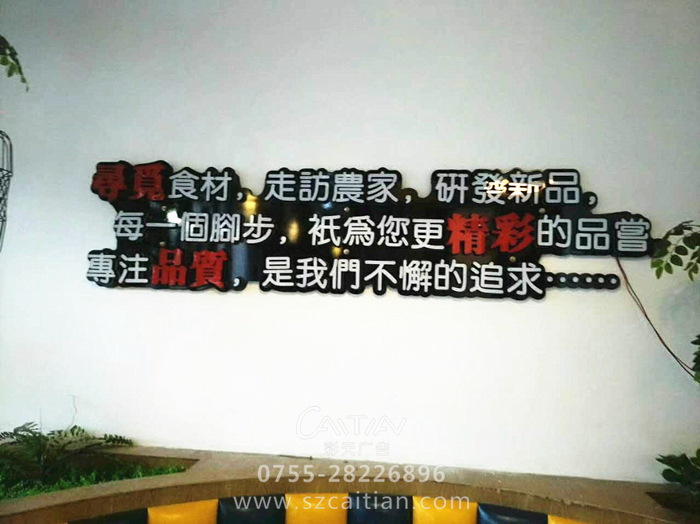 尋覓食材，走訪農家，研發新品，
每一個腳步，衹爲您更精彩的品嘗
專注品質，是我們不懈的追求……
CAITIAN
彩天广告
0755-28226896
www.szcaitian.com